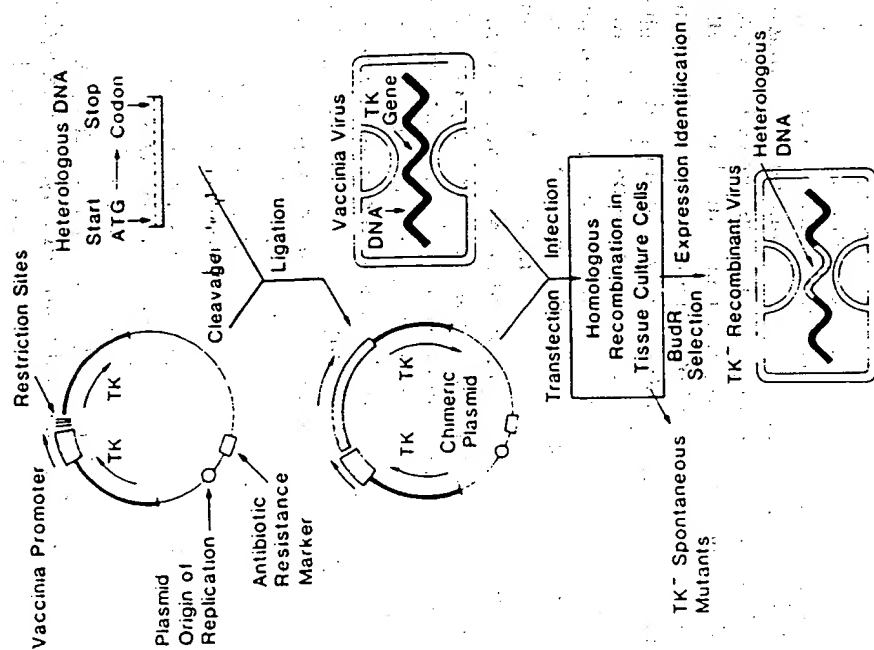 Vaccinia Promoter
Restriction Sites
Heterologous DNA
Start
Stop
ATG
Codon
TK
TK
Plasmid
Origin of
Replication
Antibiotic
Resistance
Marker
Cleavage
Ligation
Vaccinia Virus
DNA
TK
Gene
TK
TK
Chimeric
Plasmid
Transfection
Infection
Homologous
Recombination in
Tissue Culture Cells
TK⁻ Spontaneous
Mutants
BudR
Selection
Expression Identification
TK⁻ Recombinant Virus
Heterologous
DNA